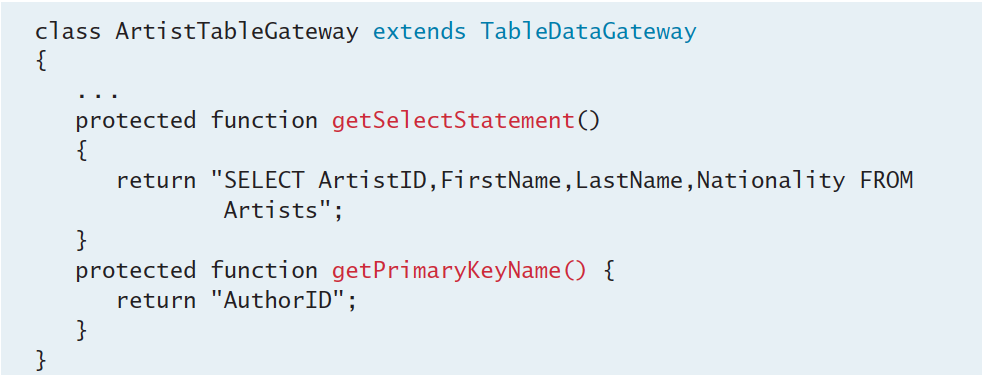 class ArtistTableGateway extends TableDataGateway
{
   ...
   protected function getSelectStatement()
   {
      return "SELECT ArtistID,FirstName,LastName,Nationality FROM
              Artists";
   }
   protected function getPrimaryKeyName() {
      return "AuthorID";
   }
}